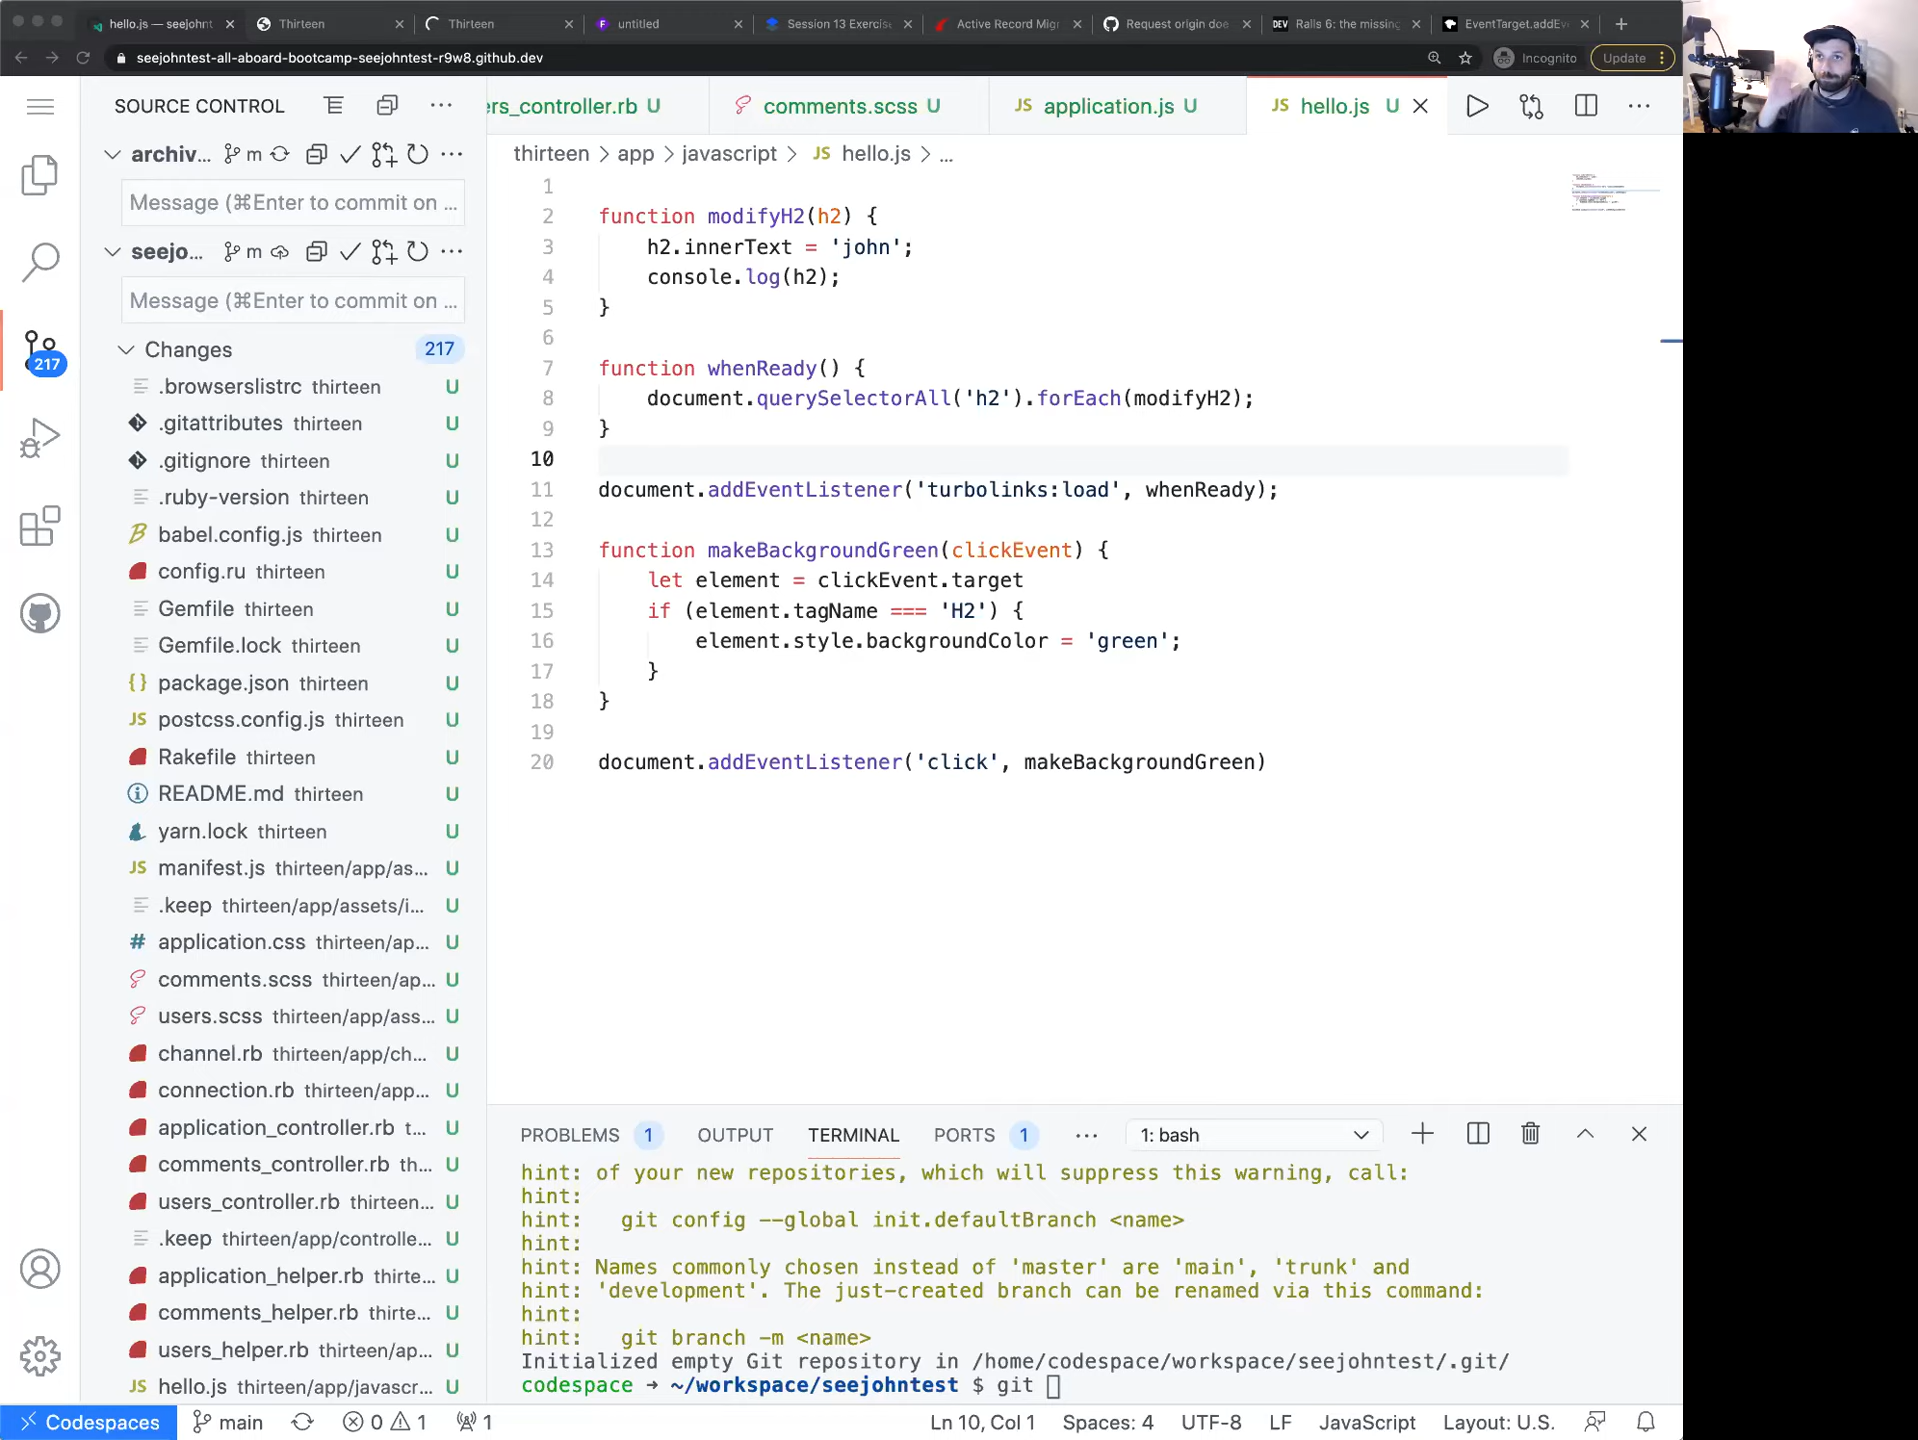 hello.js — seejohnt
Thirteen
Thirteen
untitled
Session 13 Exercise
Active Record Mig
Request origin doe
DEV Rails 6: the missing
EventTarget.addEv
seejohntest-all-aboard-bootcamp-seejohntest-r9w8.github.dev
Incognito
Update
SOURCE CONTROL
ers_controller.rb U
comments.scss U
JS application.js U
JS hello.js U
archiv... m
thirteen > app > javascript > JS hello.js > ...
Message (⌘Enter to commit on ...
seejo... m
Message (⌘Enter to commit on ...
Changes 217
217
.browserslistrc thirteen U
.gitattributes thirteen U
.gitignore thirteen U
.ruby-version thirteen U
babel.config.js thirteen U
config.ru thirteen U
Gemfile thirteen U
Gemfile.lock thirteen U
{} package.json thirteen U
JS postcss.config.js thirteen U
Rakefile thirteen U
README.md thirteen U
yarn.lock thirteen U
JS manifest.js thirteen/app/as... U
.keep thirteen/app/assets/i... U
# application.css thirteen/ap... U
comments.scss thirteen/ap... U
users.scss thirteen/app/ass... U
channel.rb thirteen/app/ch... U
connection.rb thirteen/app... U
application_controller.rb t... U
comments_controller.rb th... U
users_controller.rb thirteen... U
.keep thirteen/app/controlle... U
application_helper.rb thirte... U
comments_helper.rb thirte... U
users_helper.rb thirteen/ap... U
JS hello.js thirteen/app/javascr... U
1
2 function modifyH2(h2) {
3 h2.innerText = 'john';
4 console.log(h2);
5 }
6
7 function whenReady() {
8 document.querySelectorAll('h2').forEach(modifyH2);
9 }
10
11 document.addEventListener('turbolinks:load', whenReady);
12
13 function makeBackgroundGreen(clickEvent) {
14 let element = clickEvent.target
15 if (element.tagName === 'H2') {
16 element.style.backgroundColor = 'green';
17 }
18 }
19
20 document.addEventListener('click', makeBackgroundGreen)
PROBLEMS 1 OUTPUT TERMINAL PORTS 1 ... 1: bash
hint: of your new repositories, which will suppress this warning, call:
hint:
hint: git config --global init.defaultBranch <name>
hint:
hint: Names commonly chosen instead of 'master' are 'main', 'trunk' and
hint: 'development'. The just-created branch can be renamed via this command:
hint:
hint: git branch -m <name>
Initialized empty Git repository in /home/codespace/workspace/seejohntest/.git/
codespace → ~/workspace/seejohntest $ git
Codespaces main 0 1 1 Ln 10, Col 1 Spaces: 4 UTF-8 LF JavaScript Layout: U.S.